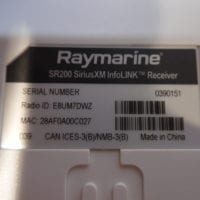 Raymarine®
SR200 SiriusXM InfoLINK™ Receiver
SERIAL NUMBER 0390151
Radio ID: E8UM7DWZ
MAC: 28AF0A00C027
039 CAN ICES-3(B)/NMB-3(B) Made in China